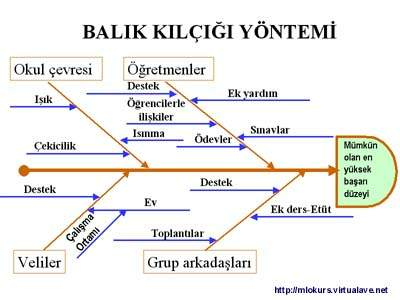 BALIK KILÇIĞI YÖNTEMİ
Okul çevresi
Öğretmenler
Destek
Işık
Ek yardım
Öğrencilerle
ilişkiler
Isınma
Sınavlar
Ödevler
Çekicilik
Mümkün
olan en
yüksek
başarı
düzeyi
Destek
Destek
Ev
Çalışma
Ortamı
Ek ders-Etüt
Toplantılar
Veliler
Grup arkadaşları
http://mlokurs.virtualave.net